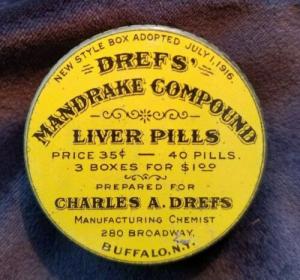 NEW STYLE BOX ADOPTED JULY 1, 1916.
DREFS'
MANDRAKE COMPOUND
LIVER PILLS
PRICE 35¢ — 40 PILLS.
3 BOXES FOR $1.00
PREPARED FOR
CHARLES A. DREFS
MANUFACTURING CHEMIST
280 BROADWAY,
BUFFALO, N.Y.